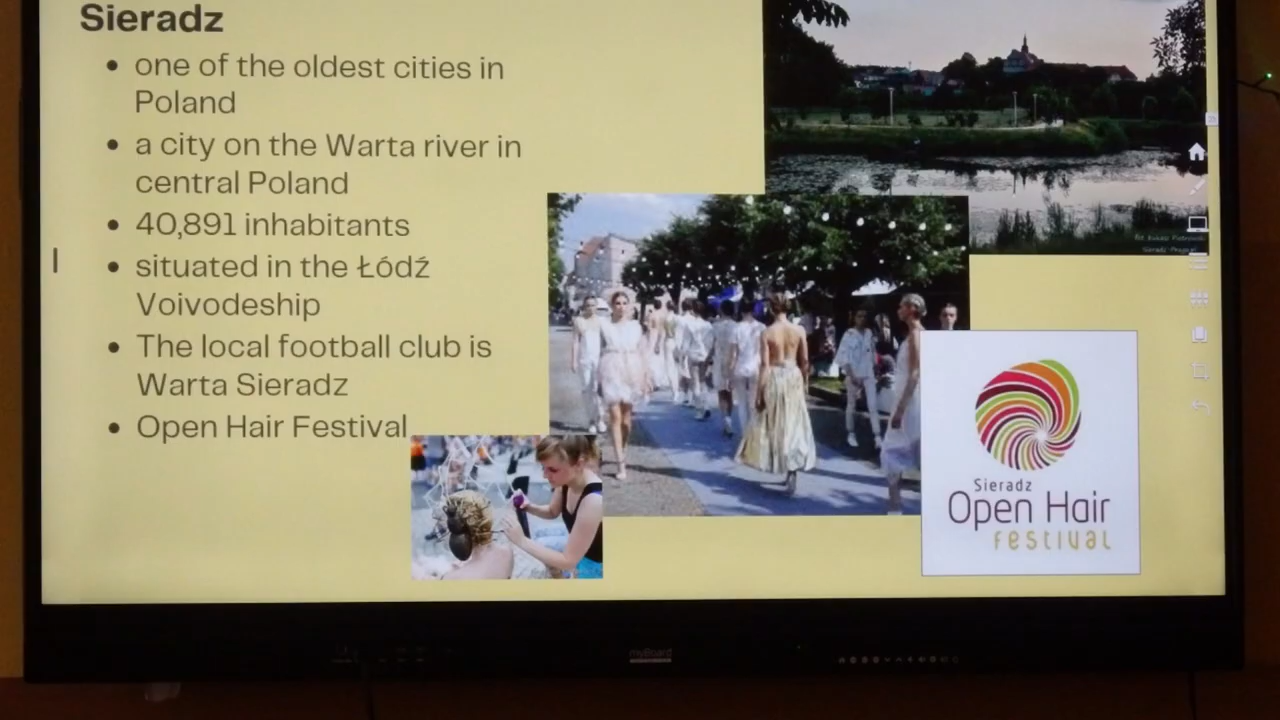 Sieradz
one of the oldest cities in
Poland
a city on the Warta river in
central Poland
40,891 inhabitants
situated in the Łódź
Voivodeship
The local football club is
Warta Sieradz
Open Hair Festival
Sieradz
Open Hair
festival
myBoard